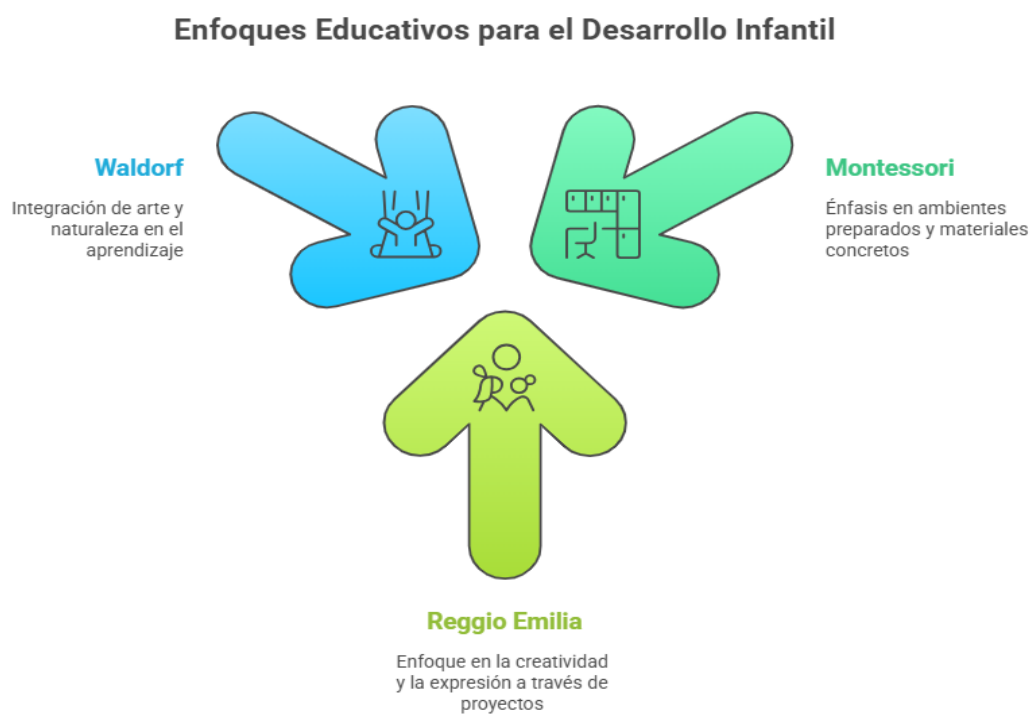 Enfoques Educativos para el Desarrollo Infantil
Waldorf
Integración de arte y
naturaleza en el
aprendizaje
Montessori
Énfasis en ambientes
preparados y materiales
concretos
Reggio Emilia
Enfoque en la creatividad
y la expresión a través de
proyectos